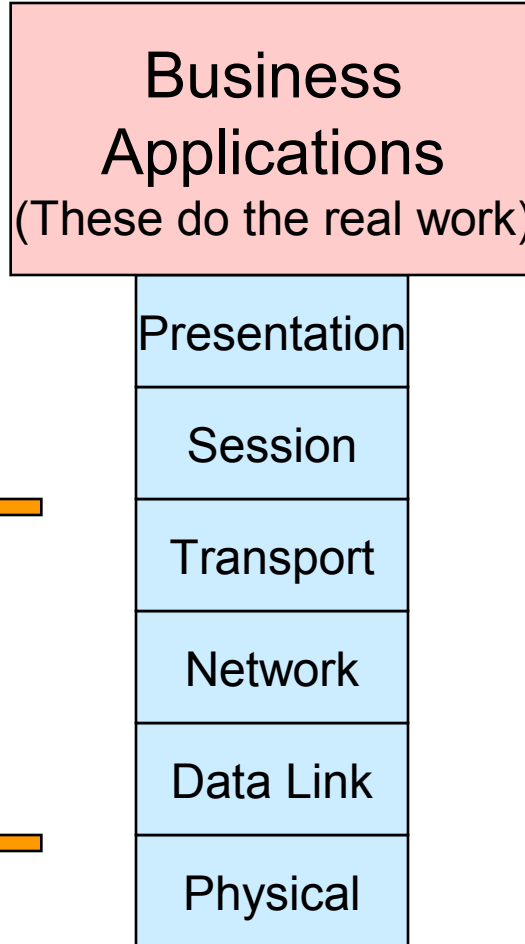 Business
Applications
(These do the real work)
Presentation
Session
Transport
Network
Data Link
Physical